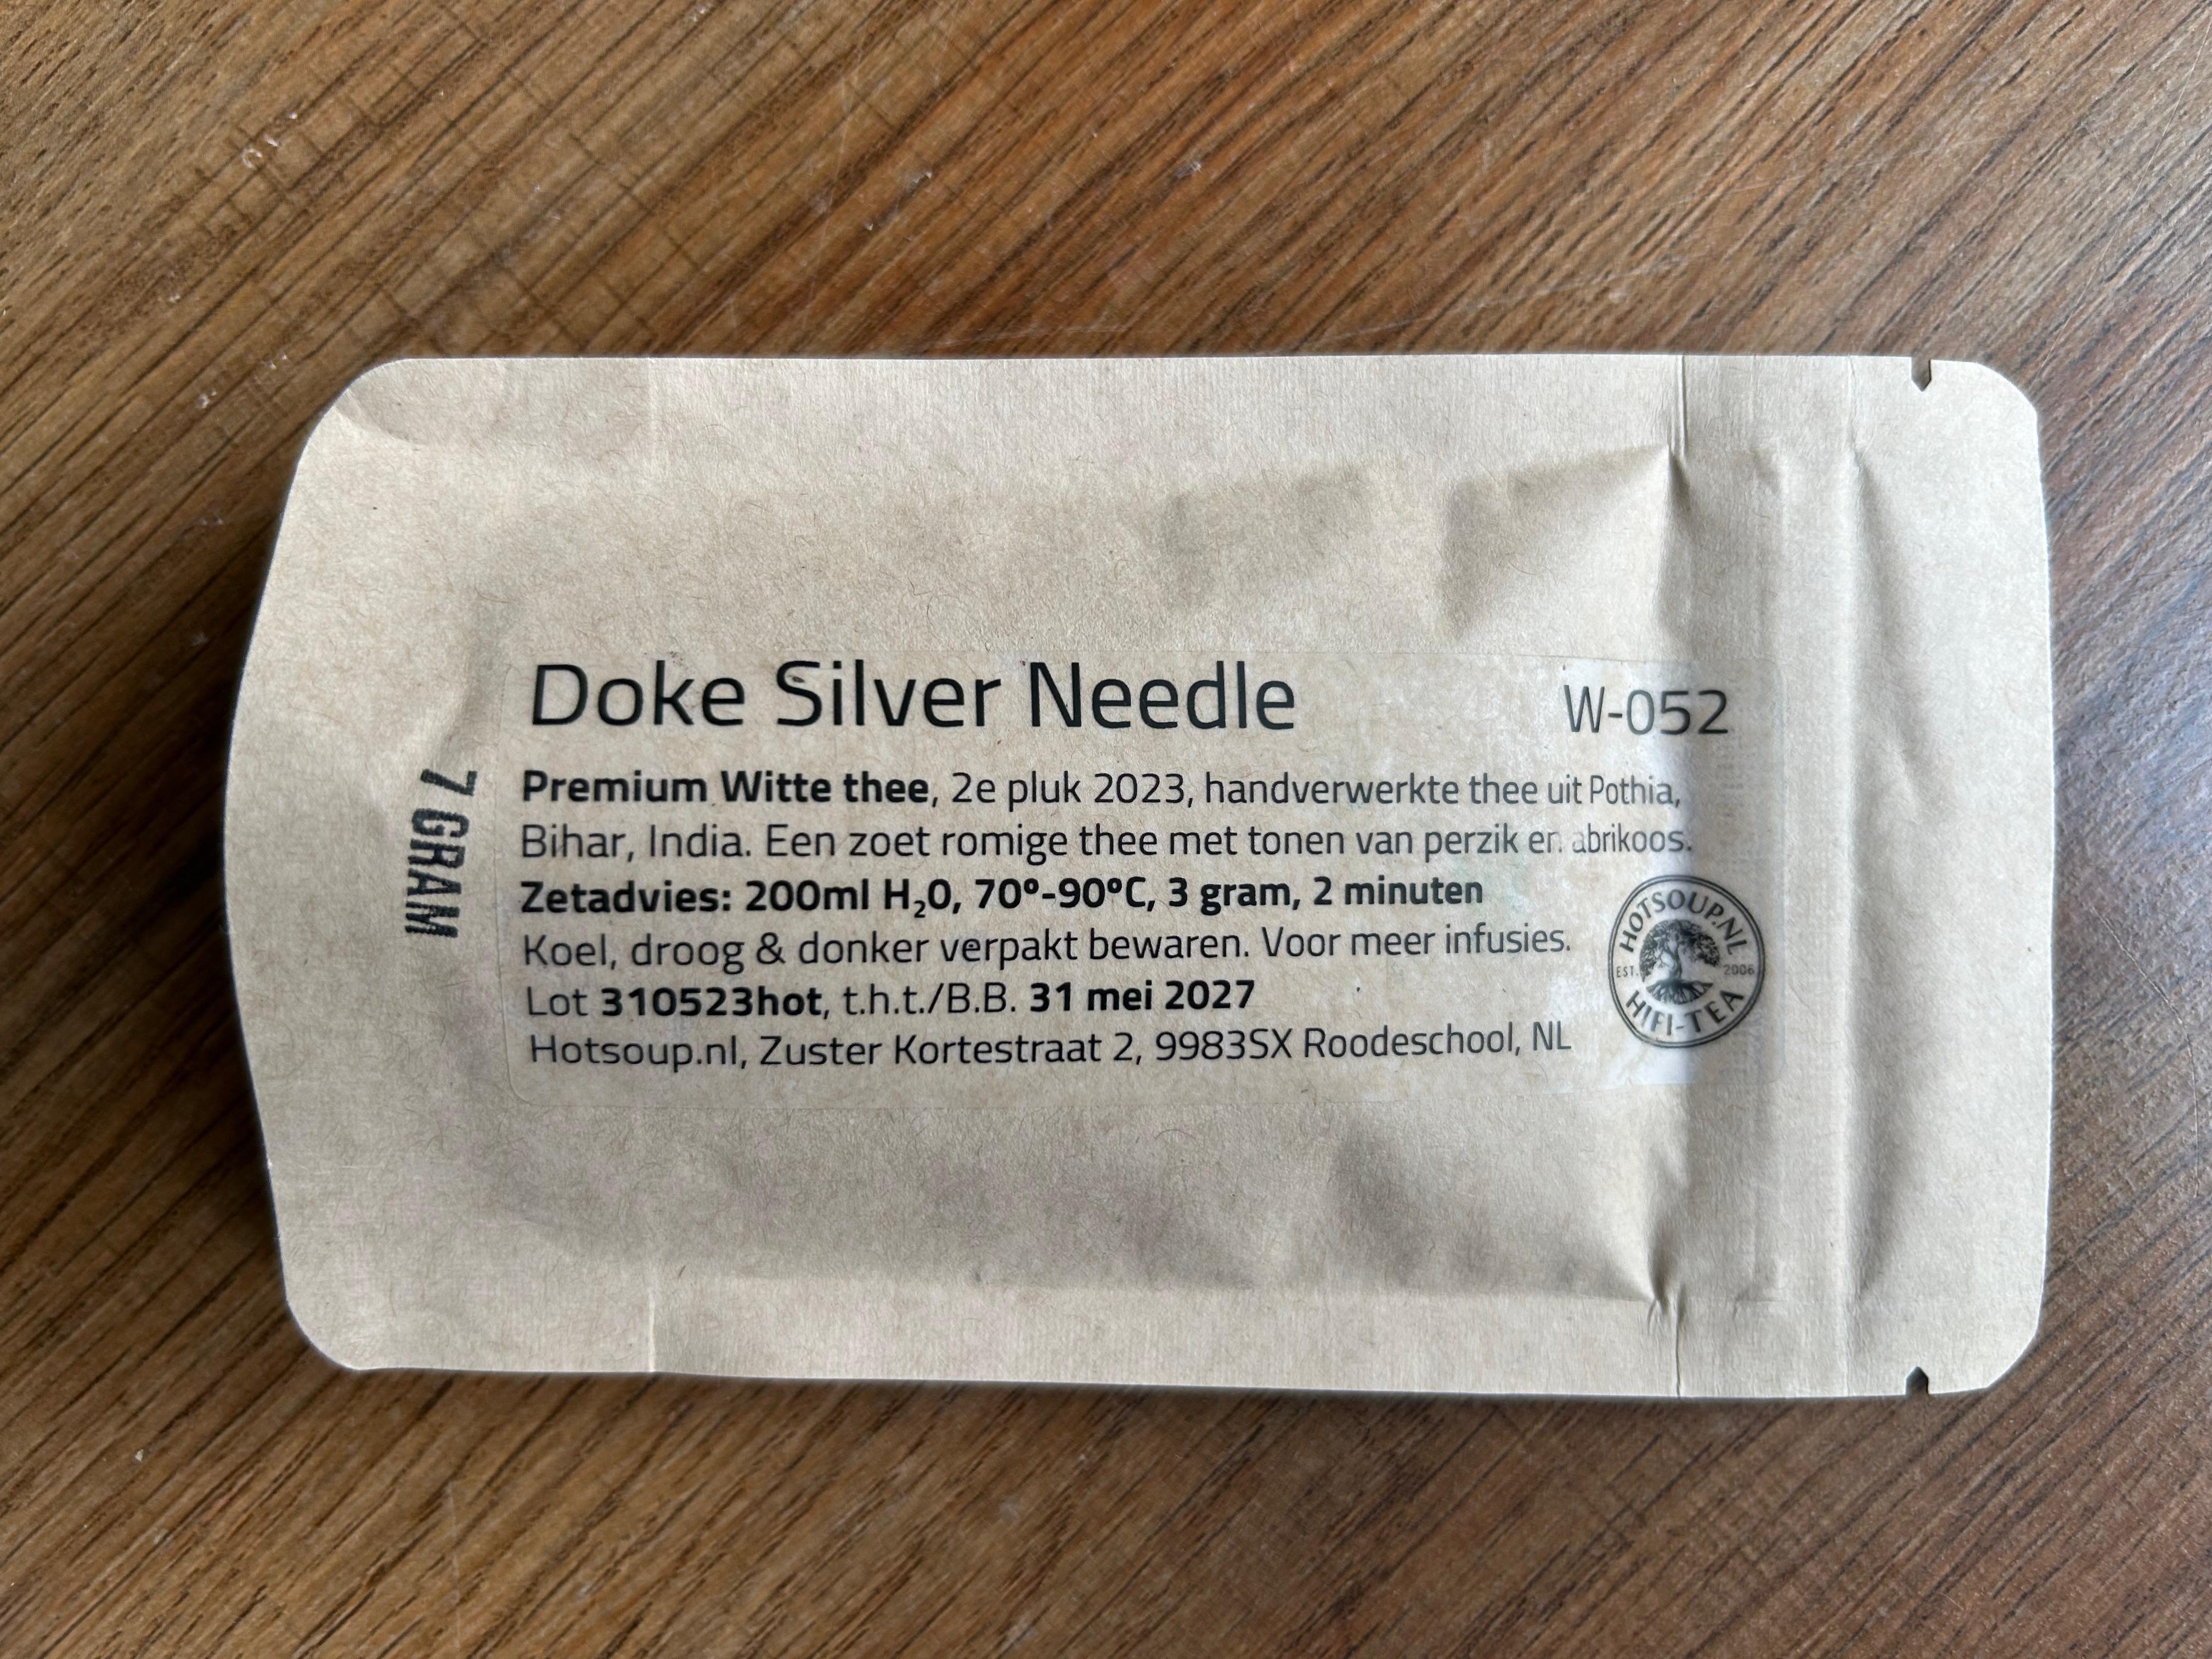 Doke Silver Needle
W-052
Premium Witte thee, 2e pluk 2023, handverwerkte thee uit Pothia,
Bihar, India. Een zoet romige thee met tonen van perzik en abrikoos.
Zetadvies: 200ml H₂0, 70º-90ºC, 3 gram, 2 minuten
Koel, droog & donker verpakt bewaren. Voor meer infusies.
Lot 310523hot, t.h.t./B.B. 31 mei 2027
Hotsoup.nl, Zuster Kortestraat 2, 9983SX Roodeschool, NL
HOTSOUP.NL
EST. 2006
HIFI-TEA
7 GRAM